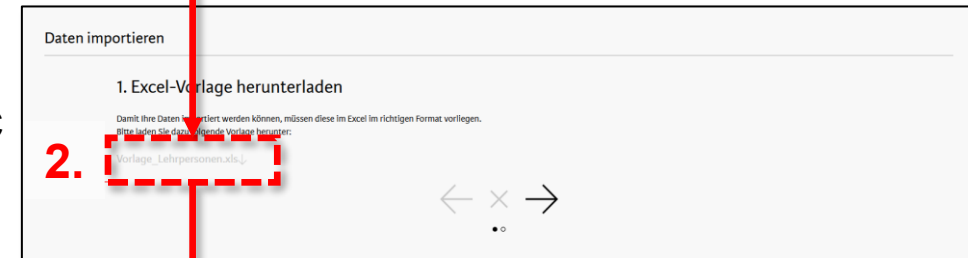 Daten importieren
1. Excel-Vorlage herunterladen
Damit Ihre Daten importiert werden können, müssen diese im Excel im richtigen Format vorliegen.
Bitte laden Sie dazu folgende Vorlage herunter:
2.
Vorlage_Lehrpersonen.xls↓